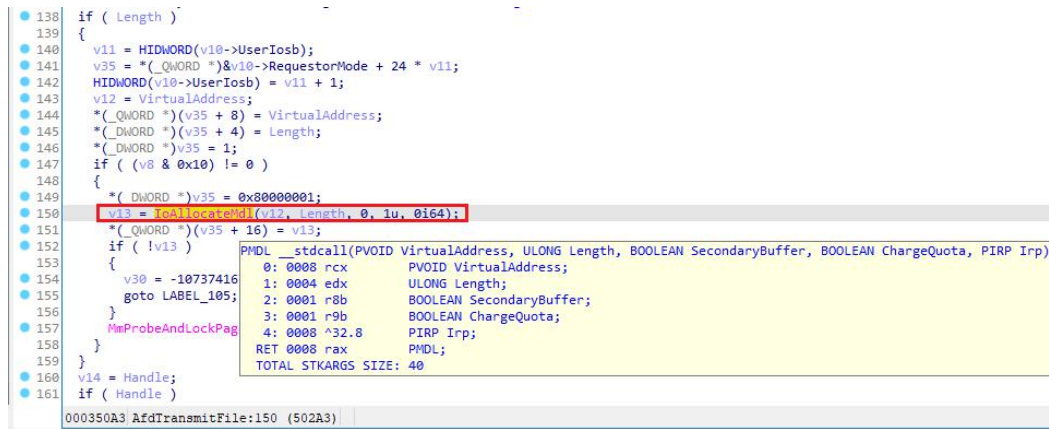 138 if ( Length )
139 {
140 v11 = HIDWORD(v10->UserIosb);
141 v35 = *(_QWORD *)&v10->RequestorMode + 24 * v11;
142 HIDWORD(v10->UserIosb) = v11 + 1;
143 v12 = VirtualAddress;
144 *(_QWORD *)(v35 + 8) = VirtualAddress;
145 *(_DWORD *)(v35 + 4) = Length;
146 *(_DWORD *)v35 = 1;
147 if ( (v8 & 0x10) != 0 )
148 {
149 *(_DWORD *)v35 = 0x80000001;
150 v13 = IoAllocateMdl(v12, Length, 0, 1u, 0i64);
151 *(_QWORD *)(v35 + 16) = v13;
152 if ( !v13 )
PMDL __stdcall(PVOID VirtualAddress, ULONG Length, BOOLEAN SecondaryBuffer, BOOLEAN ChargeQuota, PIRP Irp)
153 {
0: 0008 rcx PVOID VirtualAddress;
154 v30 = -10737416
1: 0004 edx ULONG Length;
155 goto LABEL_105;
2: 0001 r8b BOOLEAN SecondaryBuffer;
156 }
3: 0001 r9b BOOLEAN ChargeQuota;
157 MmProbeAndLockPag
4: 0008 ^32.8 PIRP Irp;
158 }
RET 0008 rax PMDL;
159 }
TOTAL STKARGS SIZE: 40
160 v14 = Handle;
161 if ( Handle )
000350A3 AfdTransmitFile:150 (502A3)